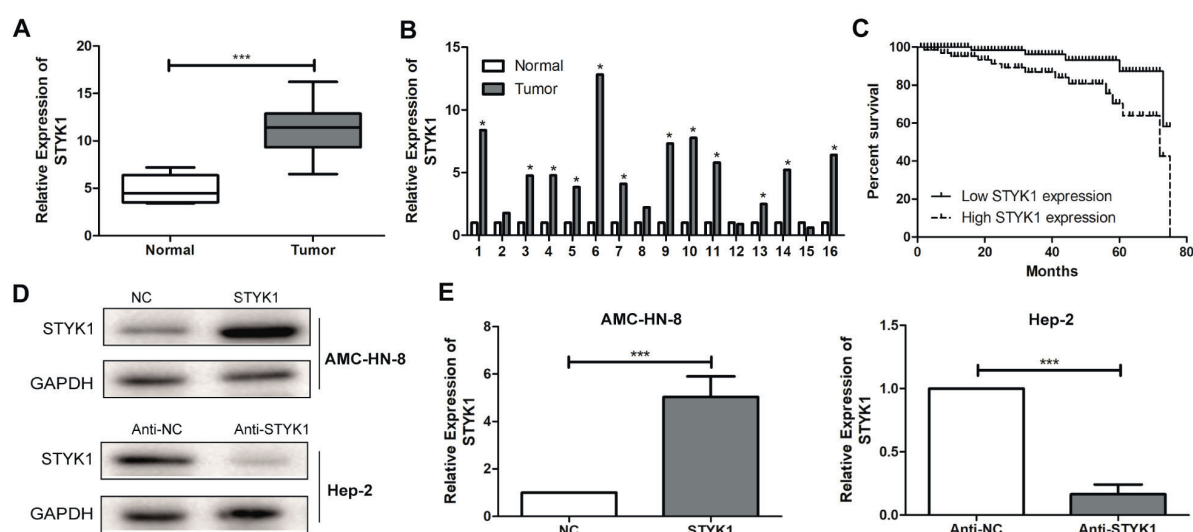 A
Relative Expression of
STYK1
20
15
10
5
0
***
Normal
Tumor
B
Relative Expression of
STYK1
15
10
5
0
Normal
Tumor
* * * * * * * * * * * *
1 2 3 4 5 6 7 8 9 10 11 12 13 14 15 16
C
Percent survival
100
80
60
40
20
0
Low STYK1 expression
High STYK1 expression
0 20 40 60 80
Months
D
NC STYK1
STYK1
GAPDH
AMC-HN-8
Anti-NC Anti-STYK1
STYK1
GAPDH
Hep-2
E
AMC-HN-8
Relative Expression of
STYK1
8
6
4
2
0
***
NC STYK1
Hep-2
Relative Expression of
STYK1
1.5
1.0
0.5
0.0
***
Anti-NC Anti-STYK1